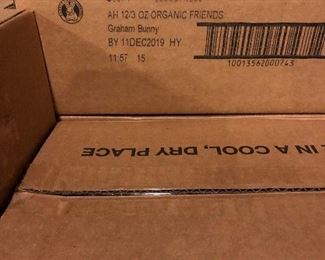 AH 12/3 OZ ORGANIC FRIENDS
Graham Bunny
BY 11DEC2019 HY
11:57 15
10013562000743
IN A COOL, DRY PLACE